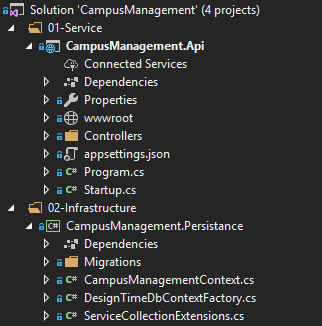 Solution 'CampusManagement' (4 projects)
01-Service
CampusManagement.Api
Connected Services
Dependencies
Properties
wwwroot
Controllers
appsettings.json
C# Program.cs
C# Startup.cs
02-Infrastructure
C# CampusManagement.Persistance
Dependencies
Migrations
C# CampusManagementContext.cs
C# DesignTimeDbContextFactory.cs
C# ServiceCollectionExtensions.cs